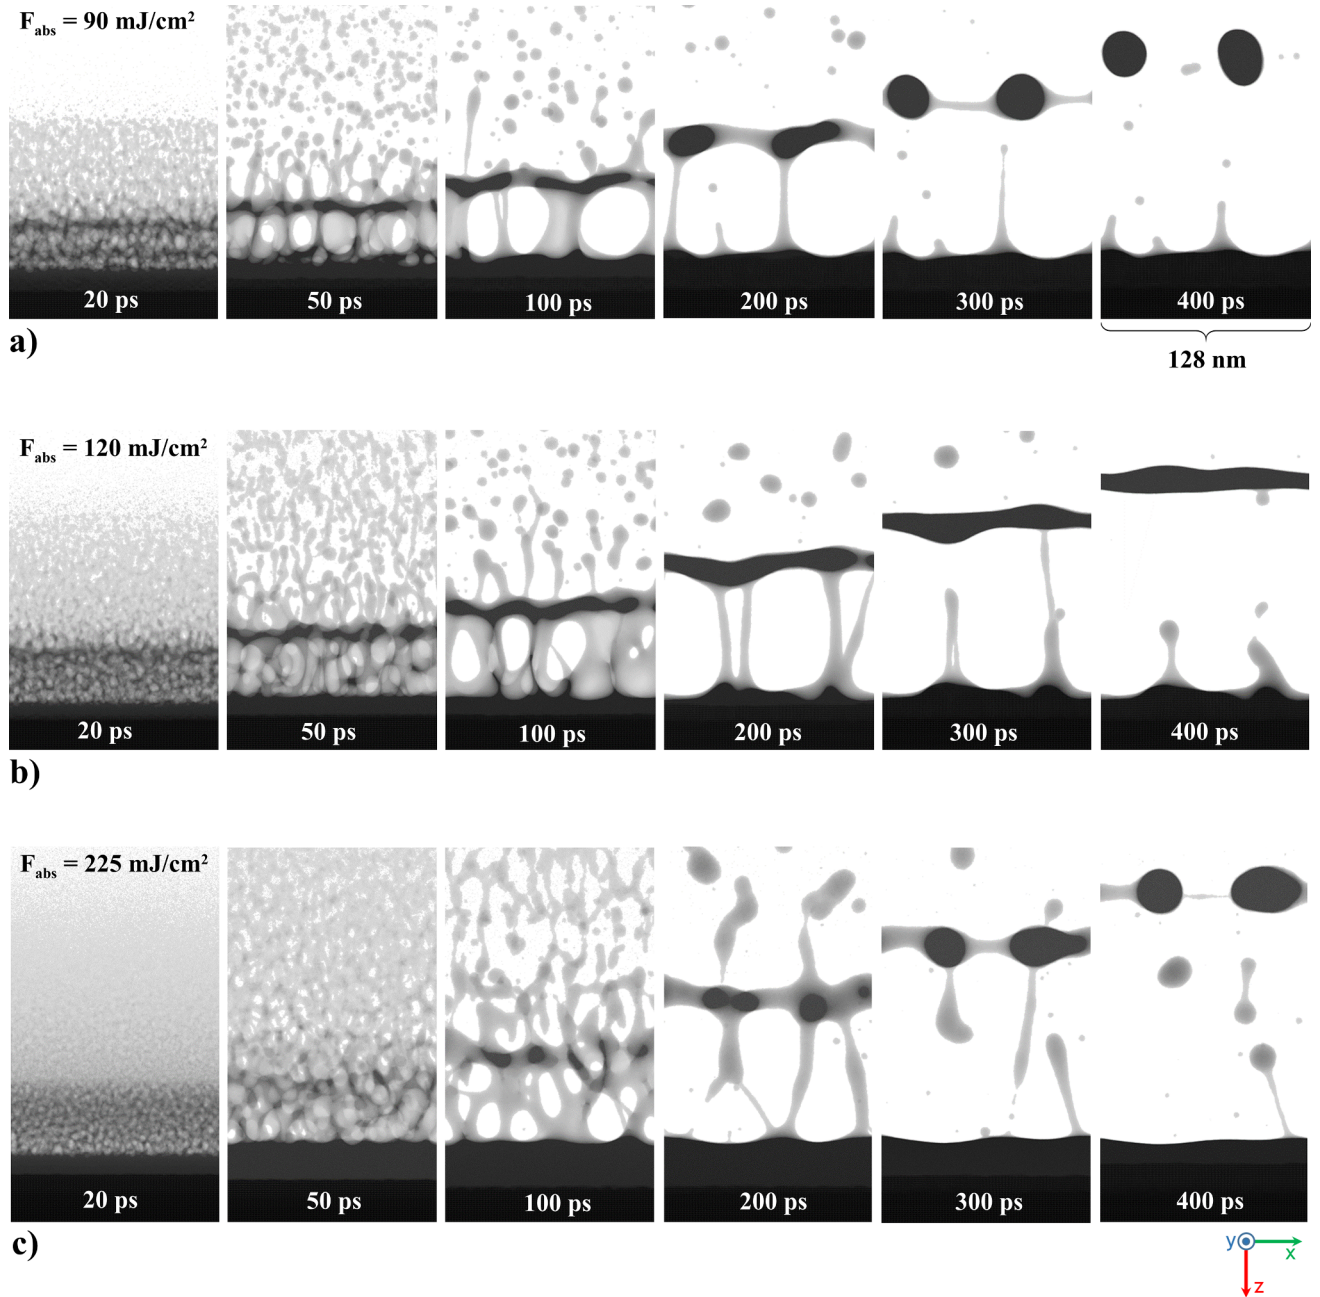 F_abs = 90 mJ/cm²
20 ps 50 ps 100 ps 200 ps 300 ps 400 ps
a)
128 nm
F_abs = 120 mJ/cm²
20 ps 50 ps 100 ps 200 ps 300 ps 400 ps
b)
F_abs = 225 mJ/cm²
20 ps 50 ps 100 ps 200 ps 300 ps 400 ps
c)
y
x
z